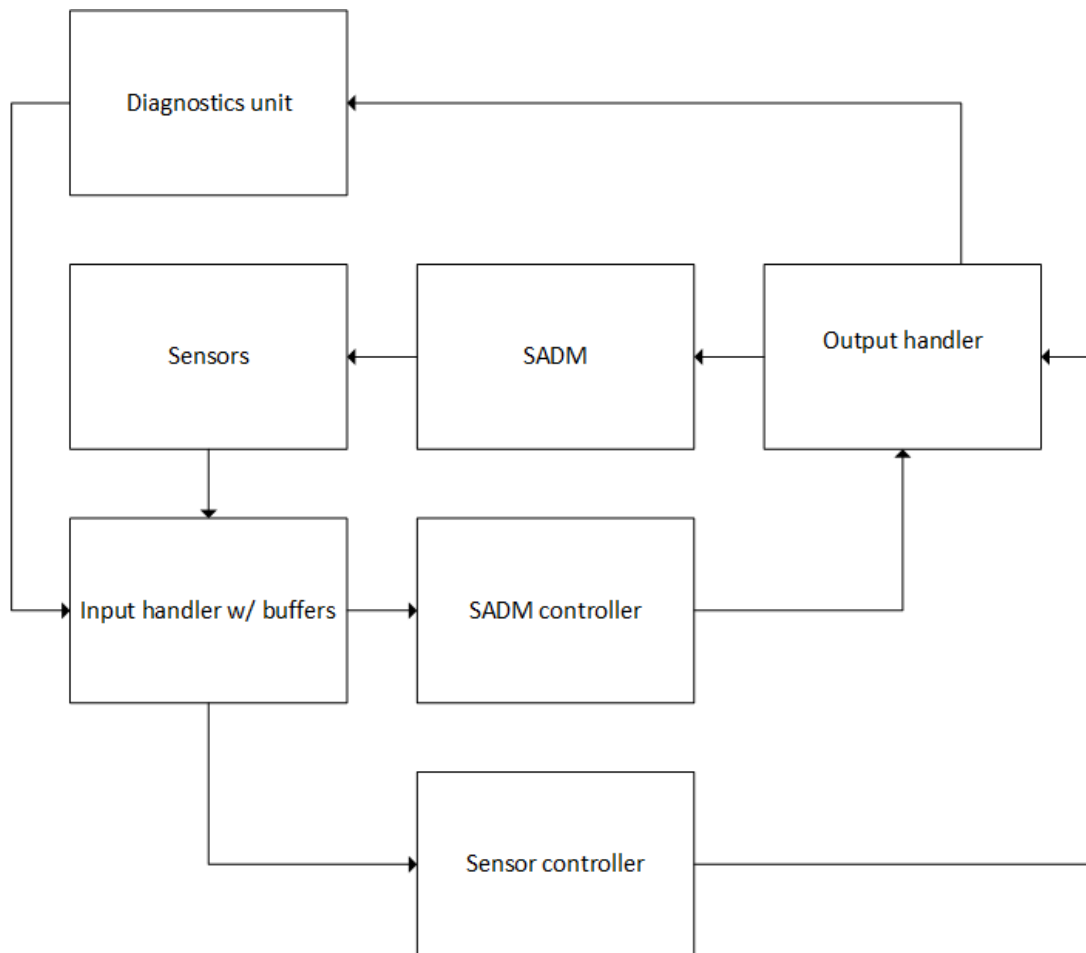 Diagnostics unit
Sensors
SADM
Output handler
Input handler w/ buffers
SADM controller
Sensor controller